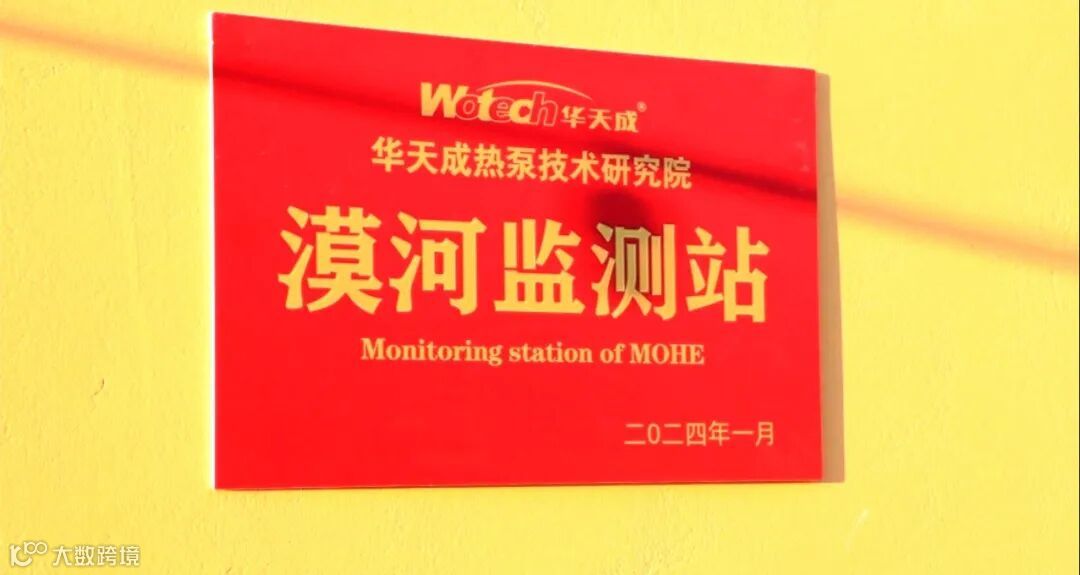 Wotech华天成®
华天成热泵技术研究院
漠河监测站
Monitoring station of MOHE
二0二四年一月
大数跨境